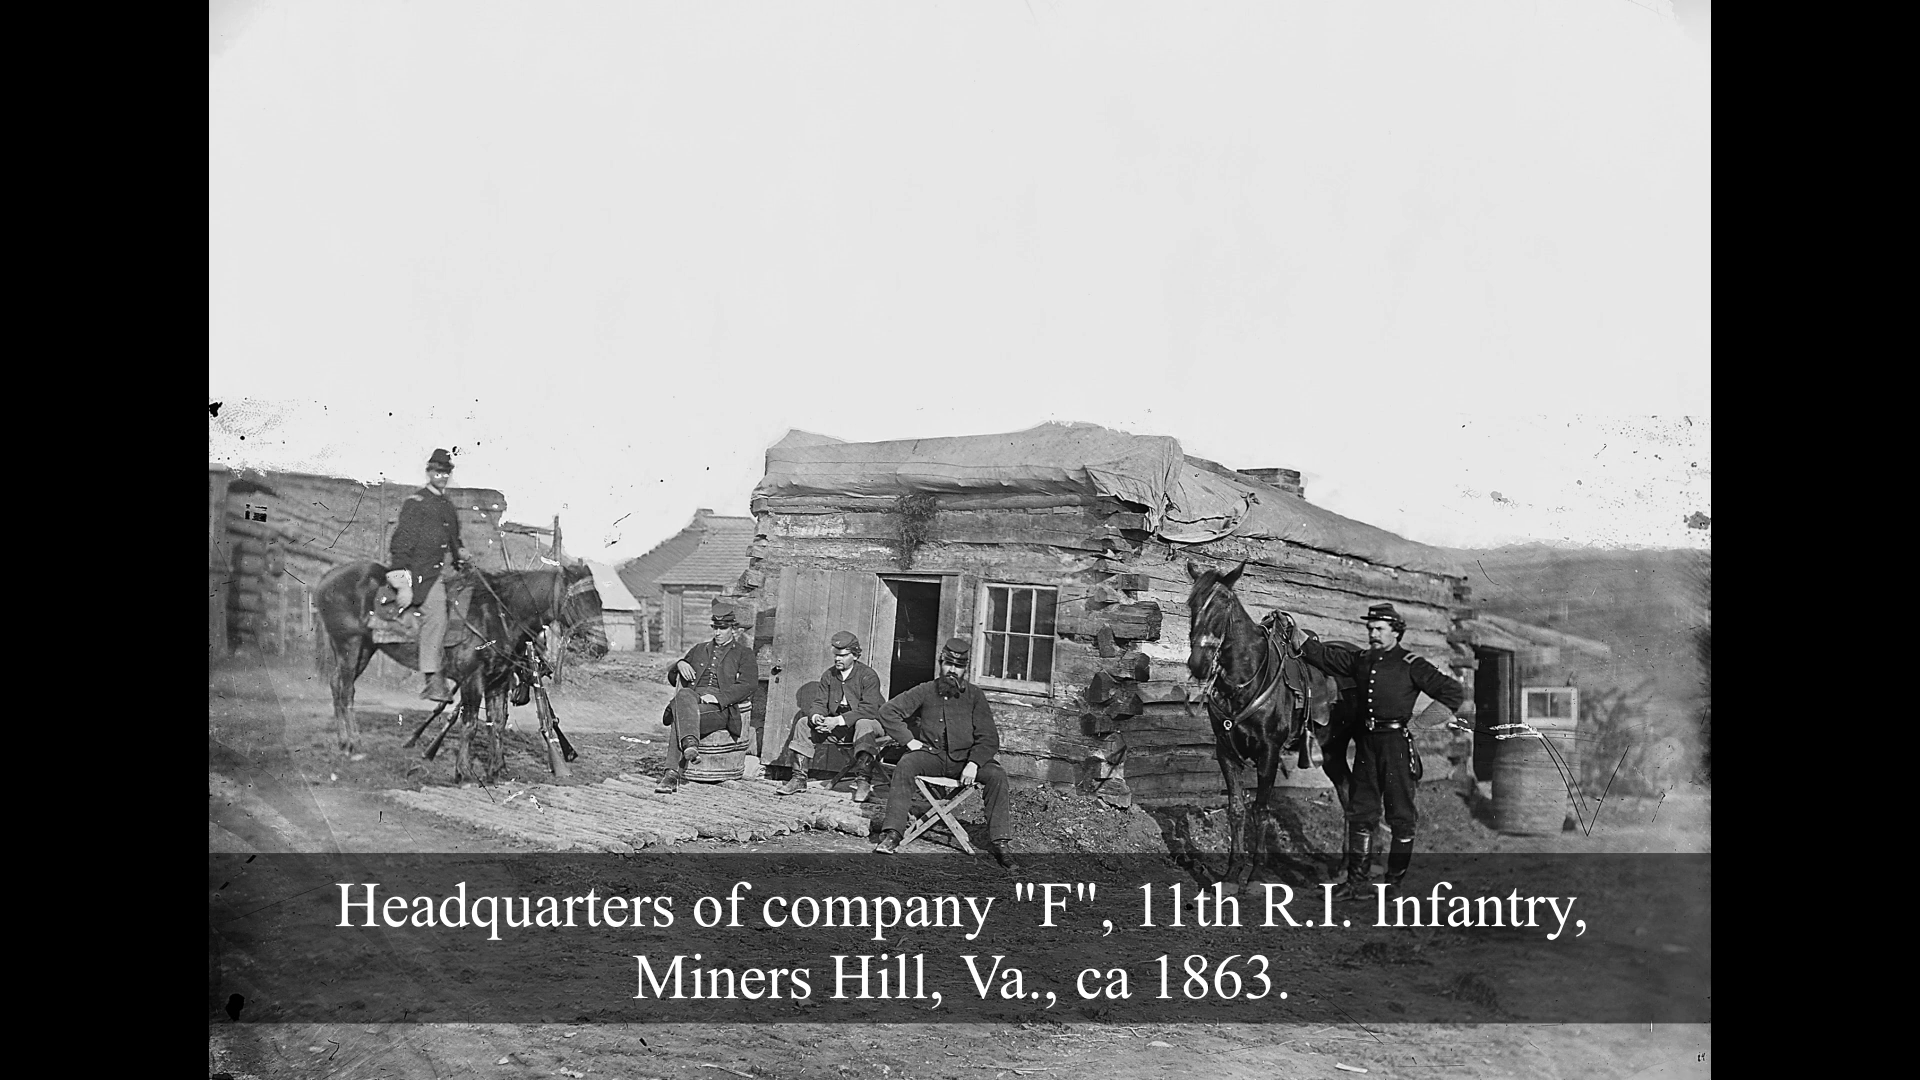 Headquarters of company "F", 11th R.I. Infantry,
Miners Hill, Va., ca 1863.